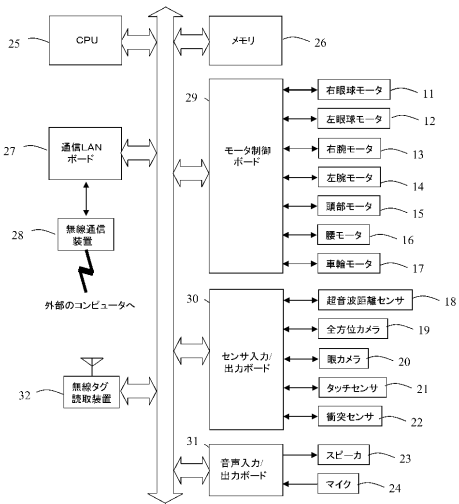 25
CPU
メモリ
26
29
27
通信LAN
ボード
モータ制御
ボード
右眼球モータ
11
左眼球モータ
12
右腕モータ
13
左腕モータ
14
頭部モータ
15
腰モータ
16
車輪モータ
17
28
無線通信
装置
外部のコンピュータへ
30
センサ入力/
出力ボード
超音波距離センサ
18
全方位カメラ
19
眼カメラ
20
タッチセンサ
21
衝突センサ
22
32
無線タグ
読取装置
31
音声入力/
出力ボード
スピーカ
23
マイク
24